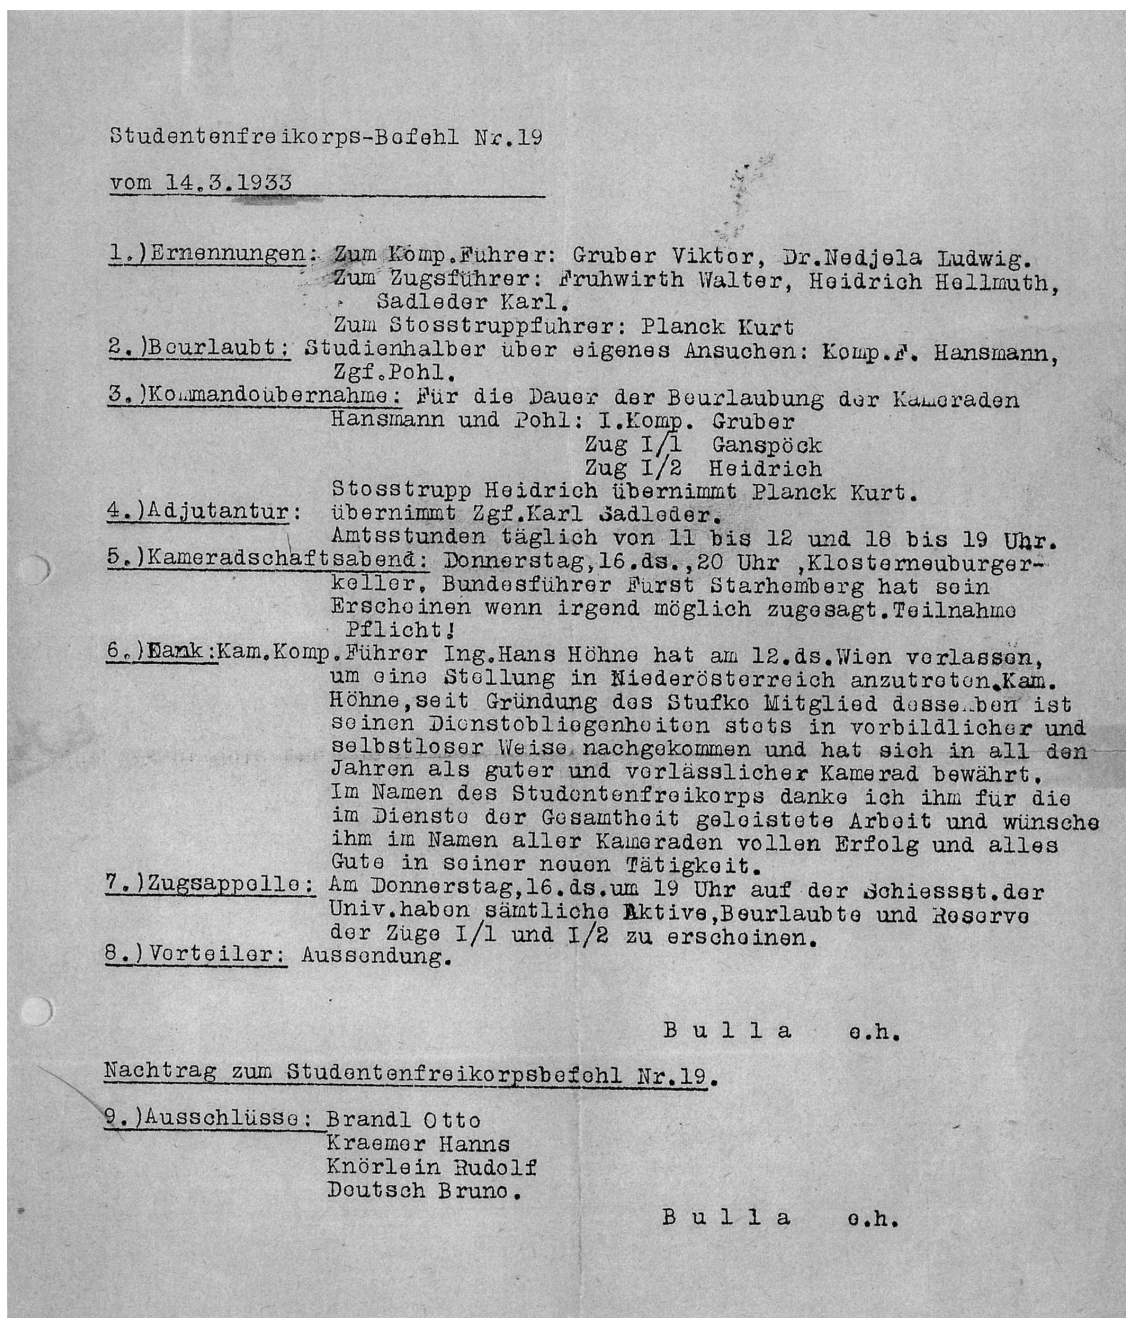 Studentenfreikorps-Befehl Nr.19
vom 14.3.1933
1.)Ernennungen: Zum Komp.Führer: Gruber Viktor, Dr.Nedjela Ludwig.
Zum Zugsführer: Fruhwirth Walter, Heidrich Hellmuth,
Sadleder Karl.
Zum Stosstruppführer: Planck Kurt
2.)Beurlaubt: Studienhalber über eigenes Ansuchen: Komp.F. Hansmann,
Zgf.Pohl.
3.)Kommandoübernahme: Für die Dauer der Beurlaubung der Kameraden
Hansmann und Pohl: I.Komp. Gruber
Zug I/1 Ganspöck
Zug I/2 Heidrich
Stosstrupp Heidrich übernimmt Planck Kurt.
4.)Adjutantur: übernimmt Zgf.Karl Sadleder.
Amtsstunden täglich von 11 bis 12 und 18 bis 19 Uhr.
5.)Kameradschaftsabend: Donnerstag,16.ds.,20 Uhr ,Klosterneuburger-
keller, Bundesführer Fürst Starhemberg hat sein
Erscheinen wenn irgend möglich zugesagt.Teilnahme
Pflicht!
6.)Dank:Kam.Komp.Führer Ing.Hans Höhne hat am 12.ds.Wien verlassen,
um eine Stellung in Niederösterreich anzutreten.Kam.
Höhne,seit Gründung des Stufko Mitglied desselben ist
seinen Dienstobliegenheiten stets in vorbildlicher und
selbstloser Weise nachgekommen und hat sich in all den
Jahren als guter und verlässlicher Kamerad bewährt.
Im Namen des Studentenfreikorps danke ich ihm für die
im Dienste der Gesamtheit geleistete Arbeit und wünsche
ihm im Namen aller Kameraden vollen Erfolg und alles
Gute in seiner neuen Tätigkeit.
7.)Zugsappelle: Am Donnerstag,16.ds.um 19 Uhr auf der Schiessst.der
Univ.haben sämtliche Aktive,Beurlaubte und Reserve
der Züge I/1 und I/2 zu erscheinen.
8.)Verteiler: Aussendung.
B u l l a e.h.
Nachtrag zum Studentenfreikorpsbefehl Nr.19.
9.)Ausschlüsse: Brandl Otto
Kraemer Hanns
Knörlein Rudolf
Deutsch Bruno.
B u l l a e.h.